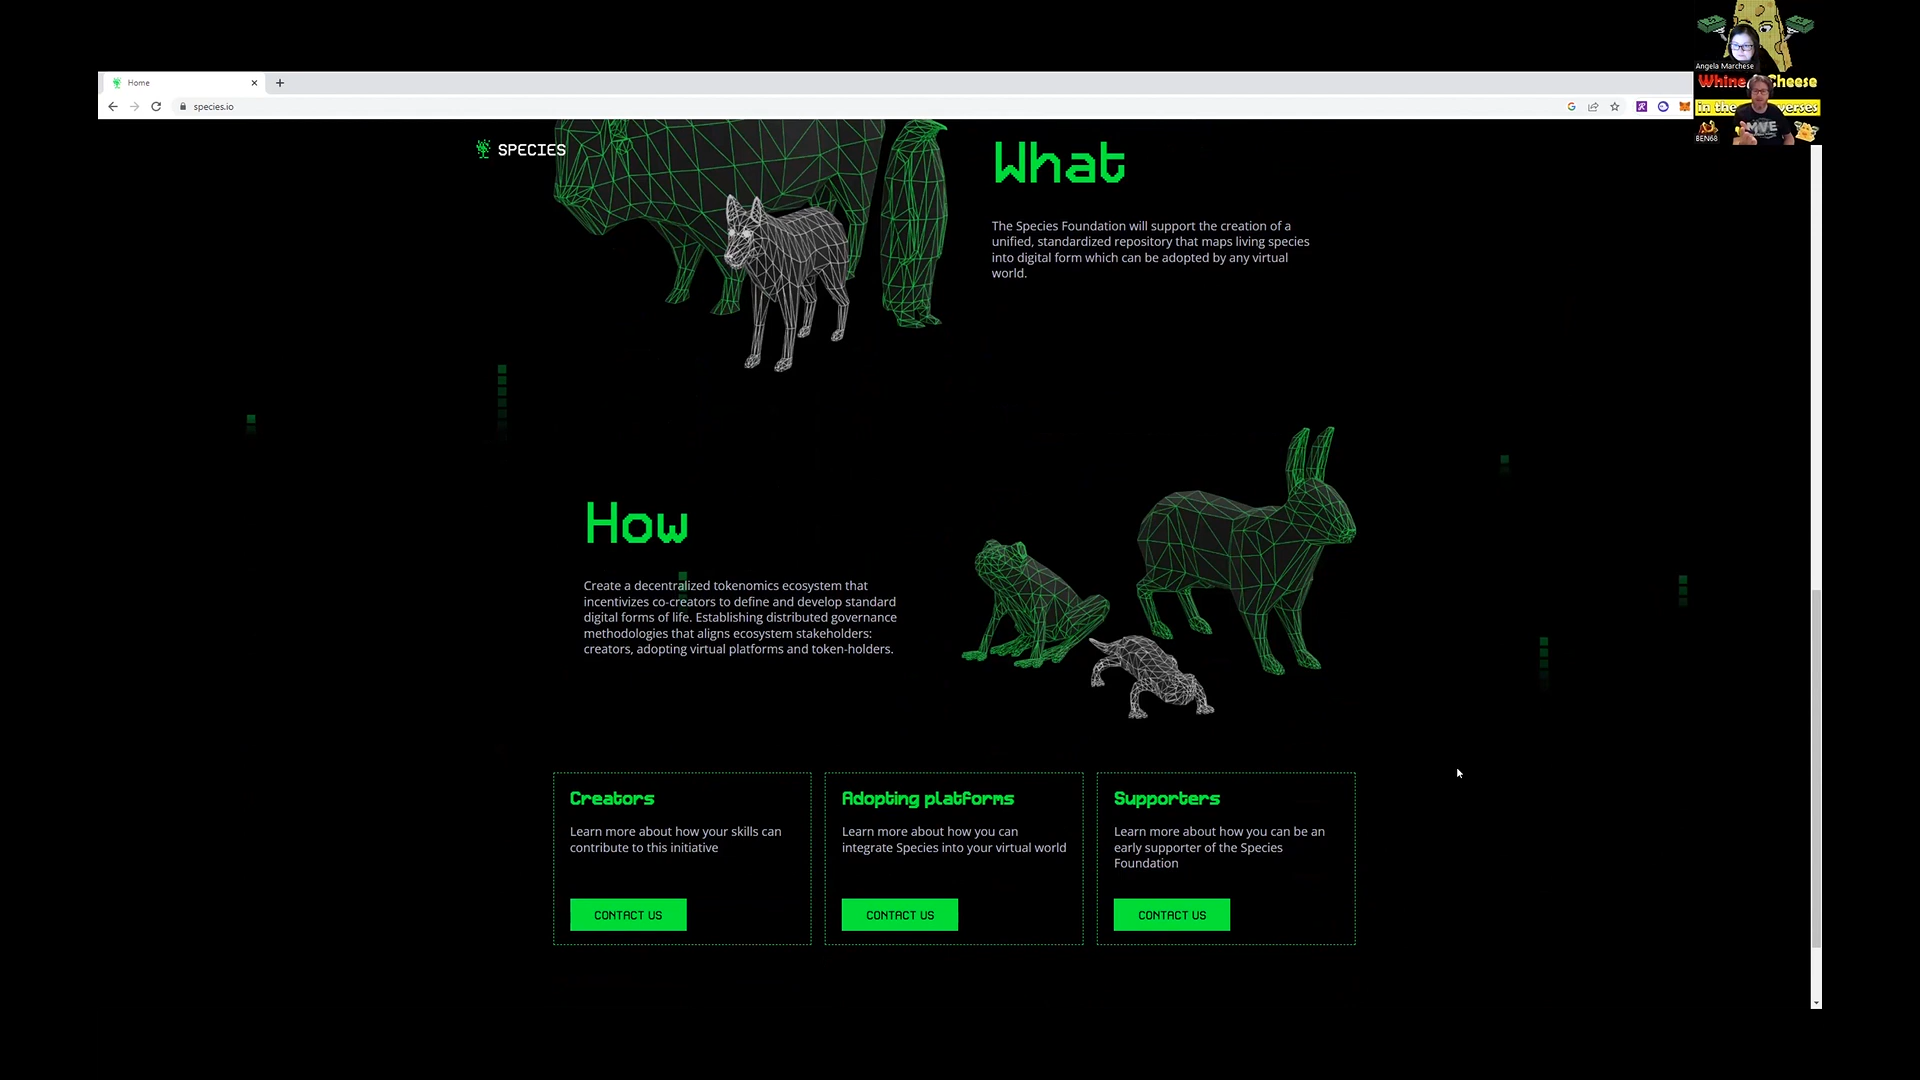 Home
species.io
Angela Marchese
Whine Cheese
in the verses
BEN68
MVE
SPECIES
What
The Species Foundation will support the creation of a
unified, standardized repository that maps living species
into digital form which can be adopted by any virtual
world.
How
Create a decentralized tokenomics ecosystem that
incentivizes co-creators to define and develop standard
digital forms of life. Establishing distributed governance
methodologies that aligns ecosystem stakeholders:
creators, adopting virtual platforms and token-holders.
Creators
Learn more about how your skills can
contribute to this initiative
CONTACT US
Adopting platforms
Learn more about how you can
integrate Species into your virtual world
CONTACT US
Supporters
Learn more about how you can be an
early supporter of the Species
Foundation
CONTACT US